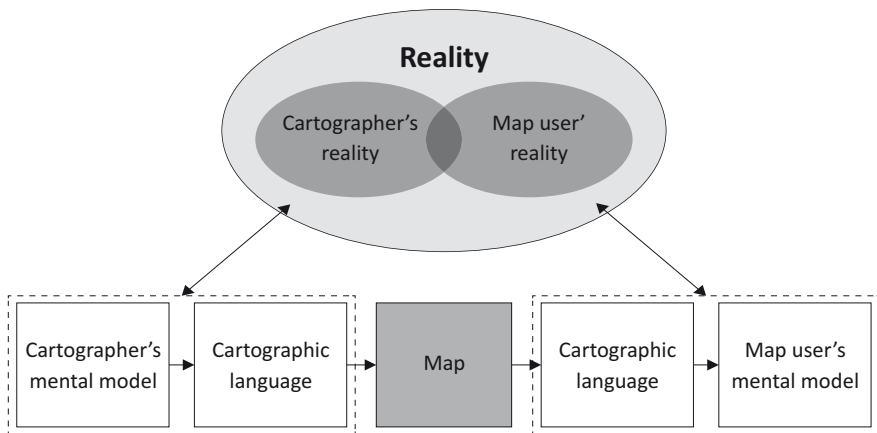 Reality
Cartographer’s
reality
Map user’
reality
Cartographer’s
mental model
Cartographic
language
Map
Cartographic
language
Map user’s
mental model